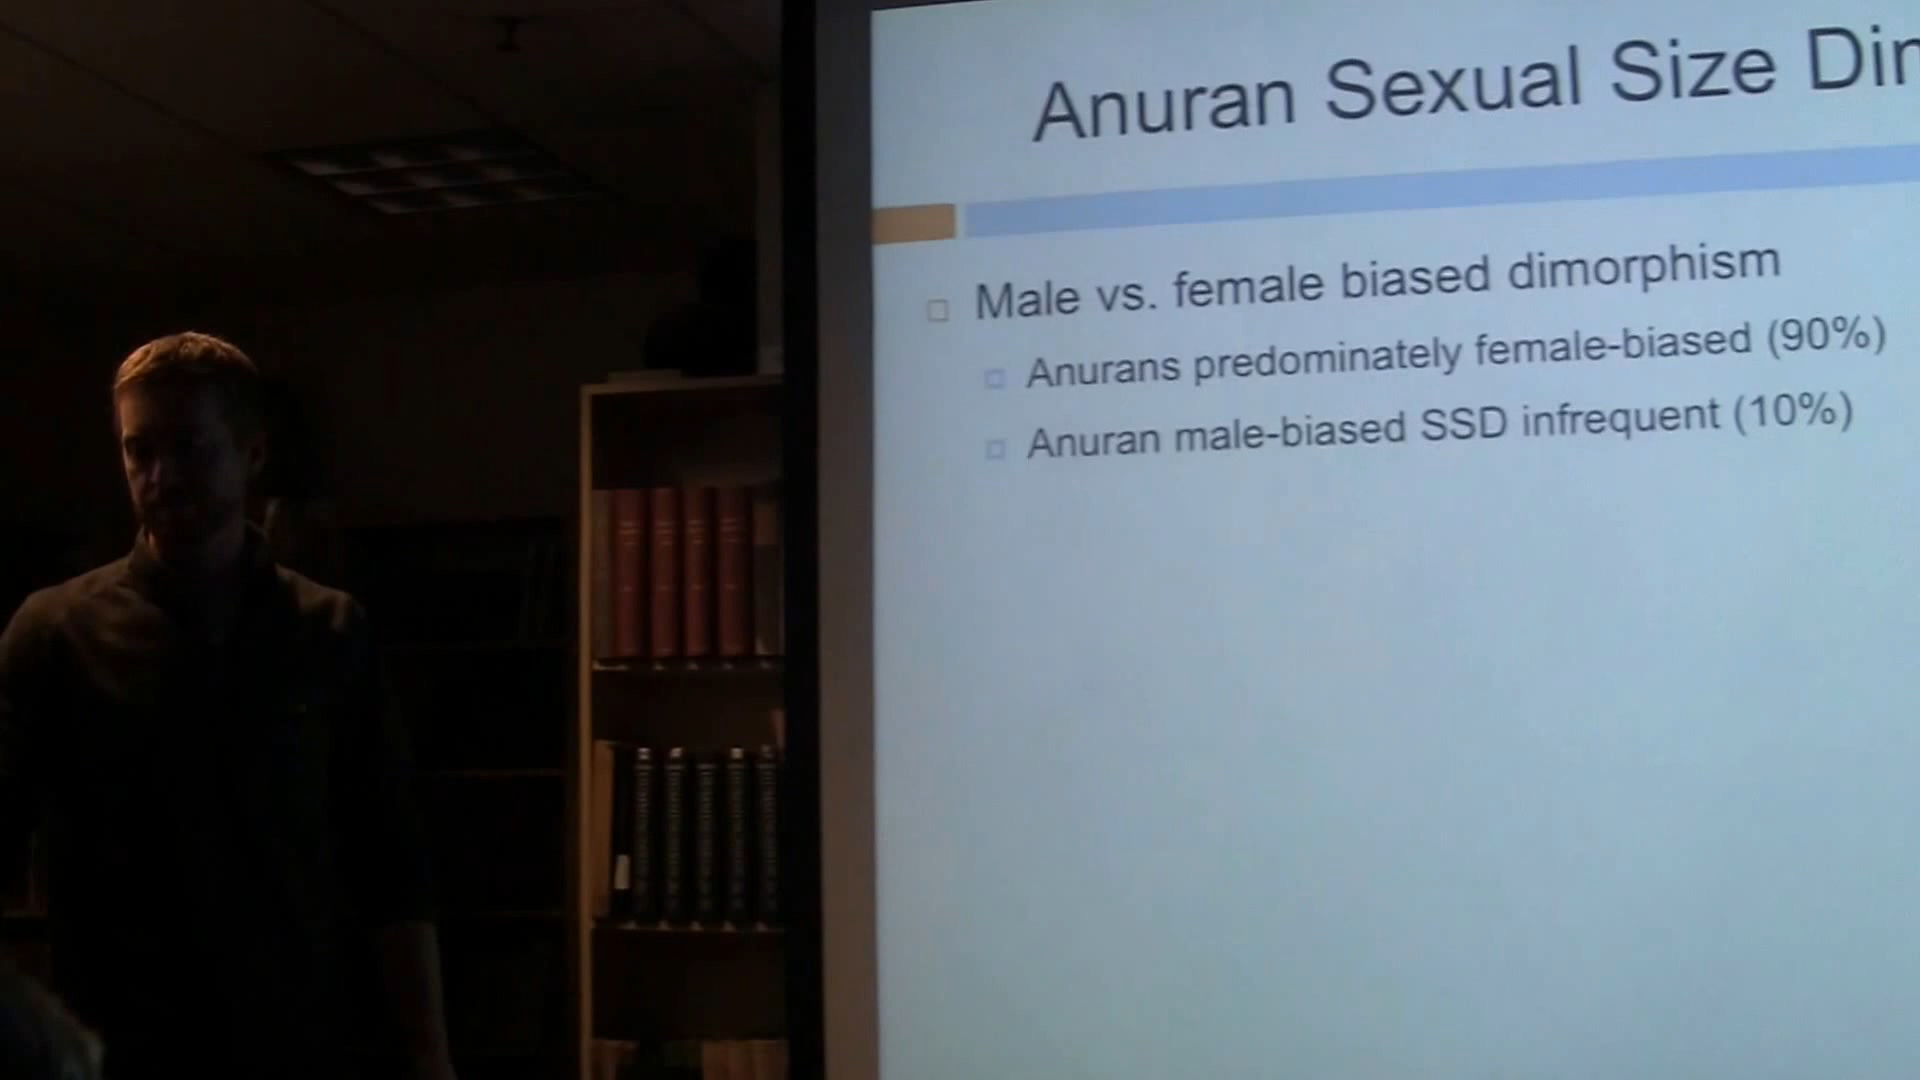 Anuran Sexual Size Dim
Male vs. female biased dimorphism
Anurans predominately female-biased (90%)
Anuran male-biased SSD infrequent (10%)